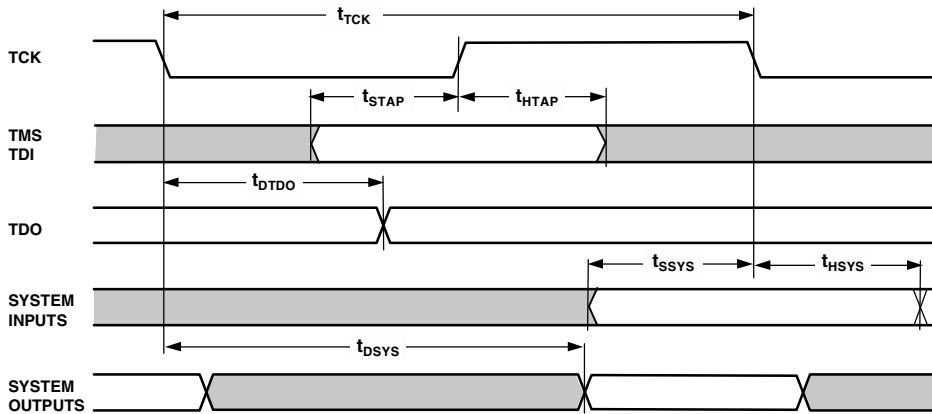 tTCK
TCK
tSTAP
tHTAP
TMS
TDI
tDTDO
TDO
tSSYS
tHSYS
SYSTEM
INPUTS
tDSYS
SYSTEM
OUTPUTS